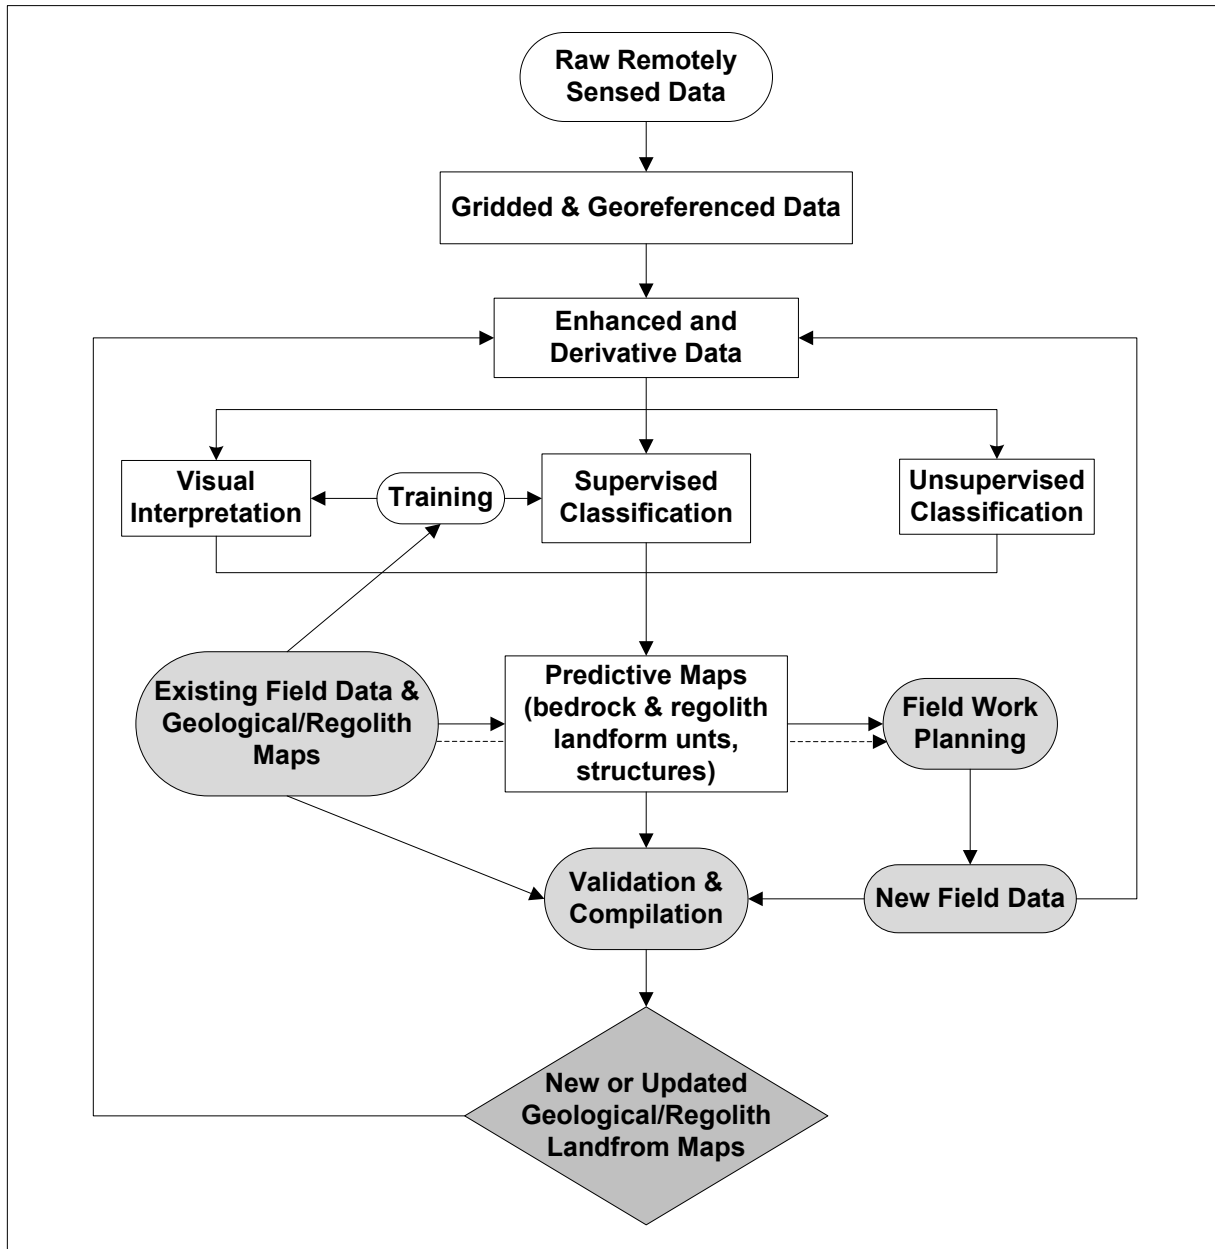 Raw Remotely
Sensed Data
Gridded & Georeferenced Data
Enhanced and
Derivative Data
Visual
Interpretation
Training
Supervised
Classification
Unsupervised
Classification
Existing Field Data &
Geological/Regolith
Maps
Predictive Maps
(bedrock & regolith
landform unts,
structures)
Field Work
Planning
Validation &
Compilation
New Field Data
New or Updated
Geological/Regolith
Landfrom Maps